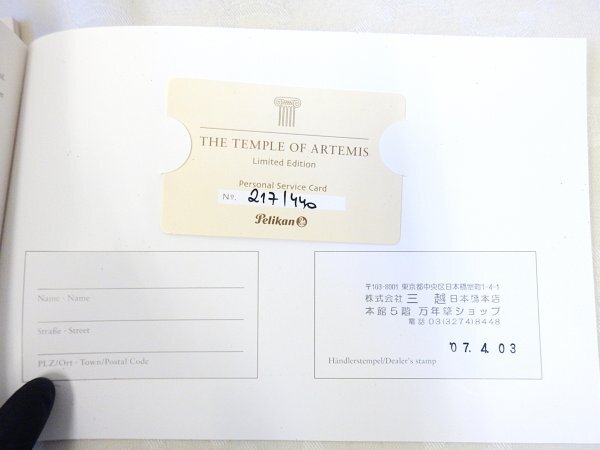 THE TEMPLE OF ARTEMIS
Limited Edition
Personal Service Card
Nº. 217/440
Pelikan
Name - Name
Straße - Street
PLZ/Ort - Town/Postal Code
〒103-8001 東京都中央区日本橋室町1-4-1
株式会社 三 越 日本橋本店
本館5階 万年筆ショップ
電話 03(3274)8448
07. 4. 03
Händlerstempel/Dealer's stamp